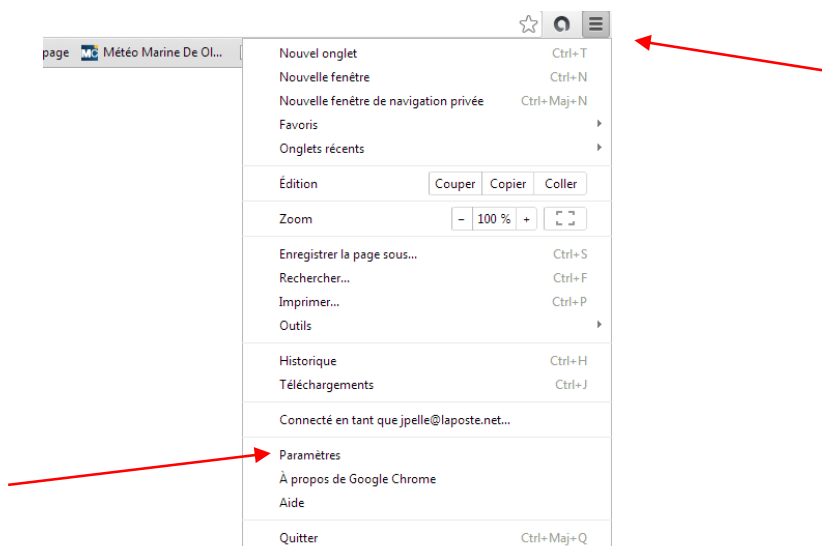 page MC Météo Marine De Ol...
Nouvel onglet Ctrl+T
Nouvelle fenêtre Ctrl+N
Nouvelle fenêtre de navigation privée Ctrl+Maj+N
Favoris
Onglets récents
Édition Couper Copier Coller
Zoom – 100 % +
Enregistrer la page sous... Ctrl+S
Rechercher... Ctrl+F
Imprimer... Ctrl+P
Outils
Historique Ctrl+H
Téléchargements Ctrl+J
Connecté en tant que jpelle@laposte.net...
Paramètres
À propos de Google Chrome
Aide
Quitter Ctrl+Maj+Q